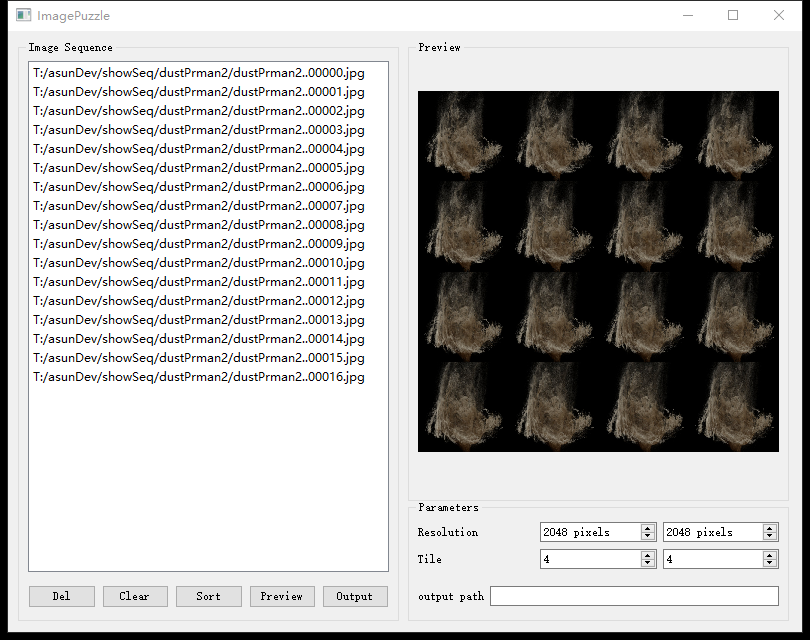 ImagePuzzle
Image Sequence
T:/asunDev/showSeq/dustPrman2/dustPrman2..00000.jpg
T:/asunDev/showSeq/dustPrman2/dustPrman2..00001.jpg
T:/asunDev/showSeq/dustPrman2/dustPrman2..00002.jpg
T:/asunDev/showSeq/dustPrman2/dustPrman2..00003.jpg
T:/asunDev/showSeq/dustPrman2/dustPrman2..00004.jpg
T:/asunDev/showSeq/dustPrman2/dustPrman2..00005.jpg
T:/asunDev/showSeq/dustPrman2/dustPrman2..00006.jpg
T:/asunDev/showSeq/dustPrman2/dustPrman2..00007.jpg
T:/asunDev/showSeq/dustPrman2/dustPrman2..00008.jpg
T:/asunDev/showSeq/dustPrman2/dustPrman2..00009.jpg
T:/asunDev/showSeq/dustPrman2/dustPrman2..00010.jpg
T:/asunDev/showSeq/dustPrman2/dustPrman2..00011.jpg
T:/asunDev/showSeq/dustPrman2/dustPrman2..00012.jpg
T:/asunDev/showSeq/dustPrman2/dustPrman2..00013.jpg
T:/asunDev/showSeq/dustPrman2/dustPrman2..00014.jpg
T:/asunDev/showSeq/dustPrman2/dustPrman2..00015.jpg
T:/asunDev/showSeq/dustPrman2/dustPrman2..00016.jpg
Del Clear Sort Preview Output
Preview
Parameters
Resolution 2048 pixels 2048 pixels
Tile 4 4
output path